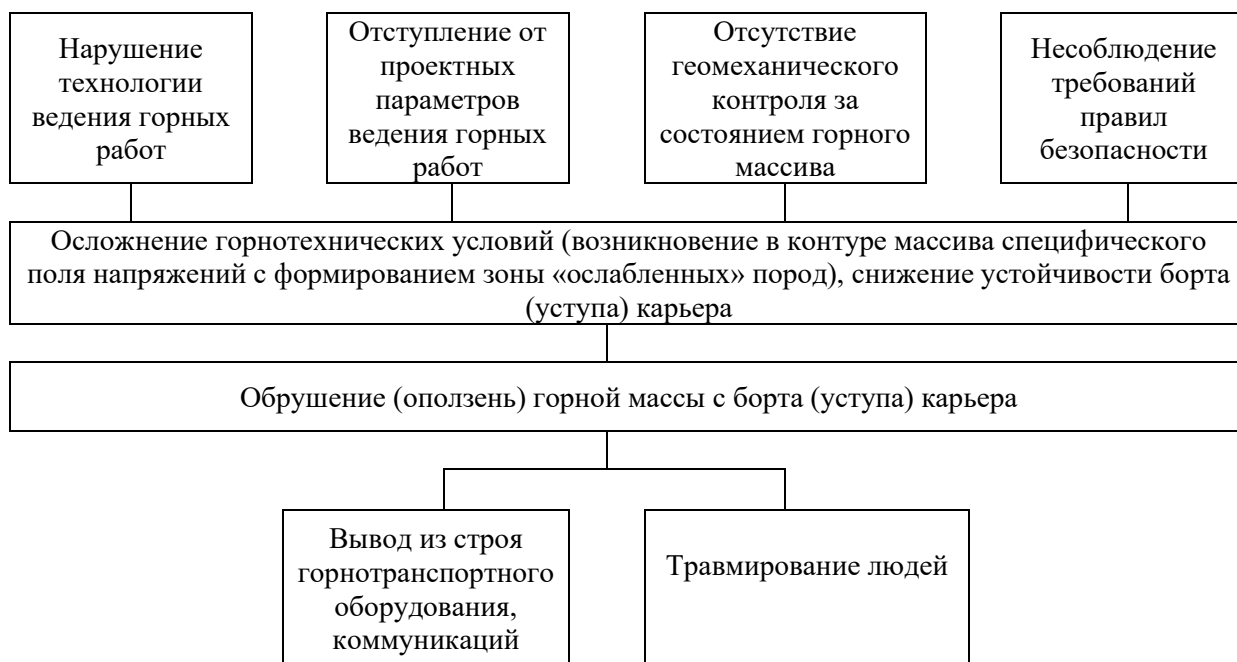 Нарушение
технологии
ведения горных
работ
Отступление от
проектных
параметров
ведения горных
работ
Отсутствие
геомеханического
контроля за
состоянием горного
массива
Несоблюдение
требований
правил
безопасности
Осложнение горнотехнических условий (возникновение в контуре массива специфического
поля напряжений с формированием зоны «ослабленных» пород), снижение устойчивости борта
(уступа) карьера
Обрушение (оползень) горной массы с борта (уступа) карьера
Вывод из строя
горнотранспортного
оборудования,
коммуникаций
Травмирование людей